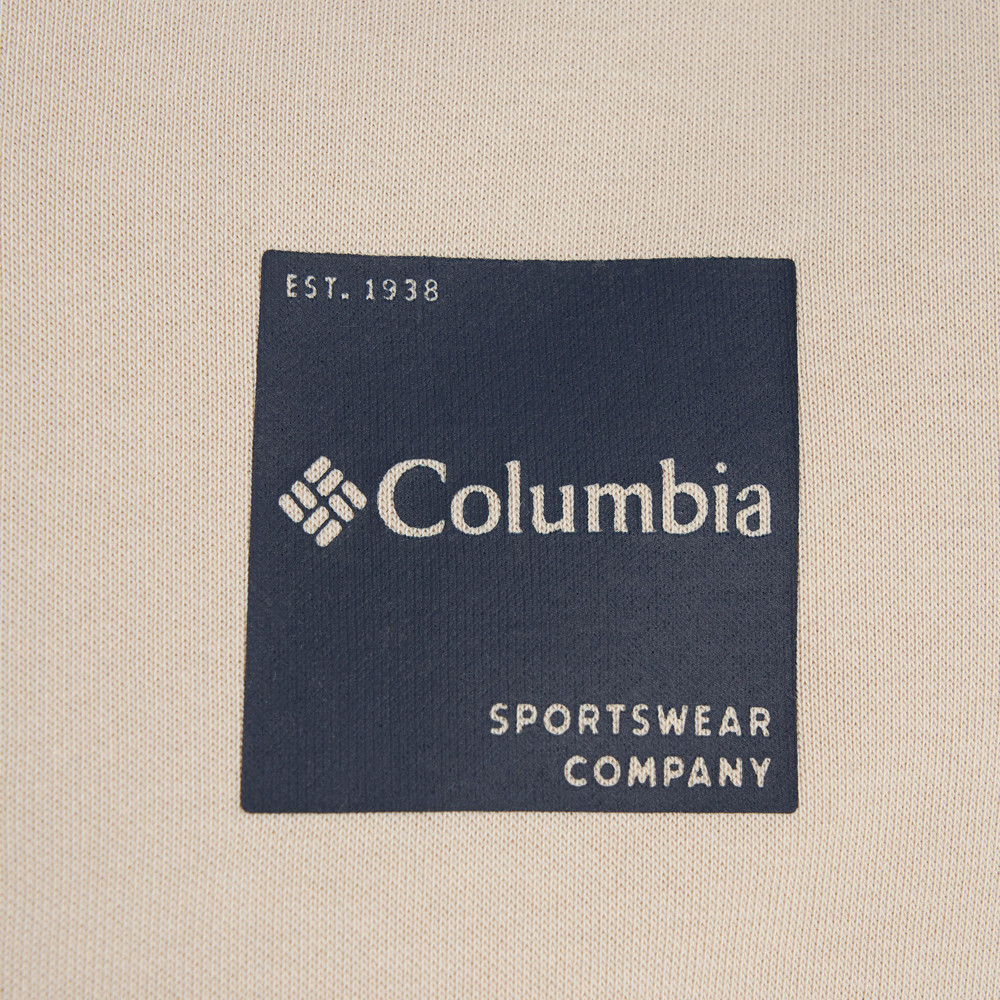 EST. 1938
Columbia
SPORTSWEAR
COMPANY